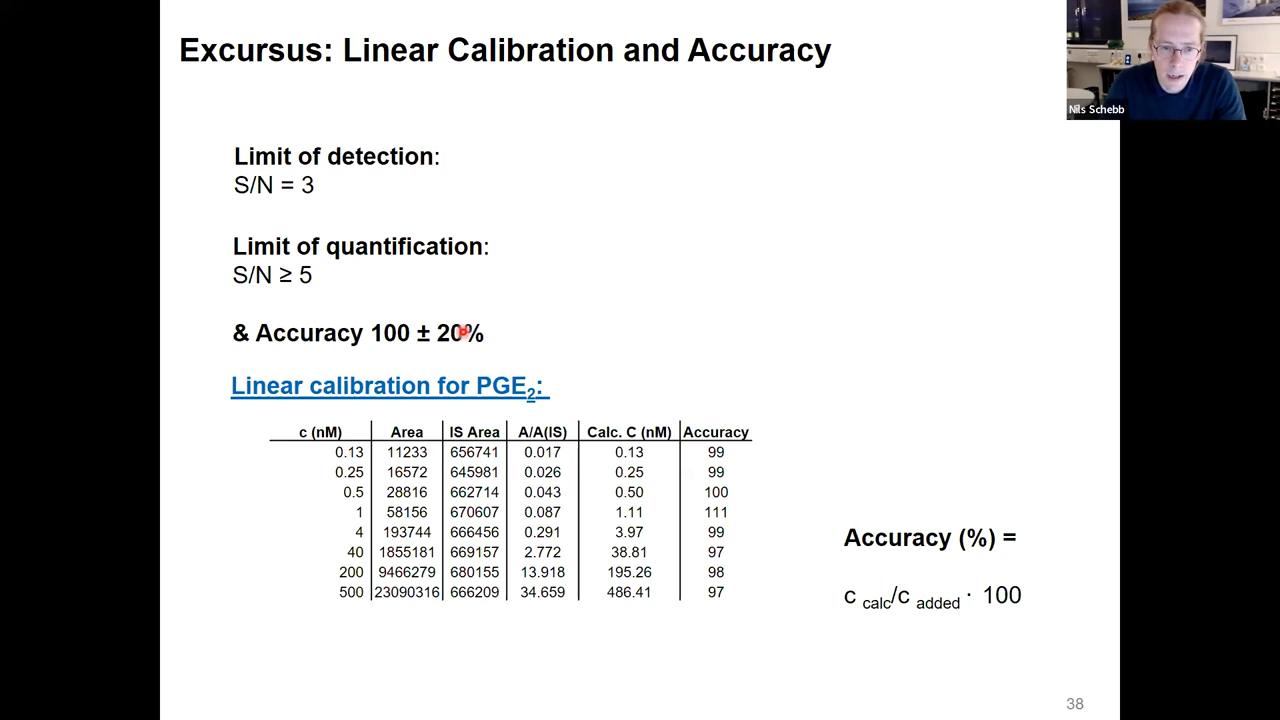 Excursus: Linear Calibration and Accuracy
Nils Schebb
Limit of detection:
S/N = 3
Limit of quantification:
S/N ≥ 5
& Accuracy 100 ± 20%
Linear calibration for PGE2:
c (nM) Area IS Area A/A(IS) Calc. C (nM) Accuracy
0.13 11233 656741 0.017 0.13 99
0.25 16572 645981 0.026 0.25 99
0.5 28816 662714 0.043 0.50 100
1 58156 670607 0.087 1.11 111
4 193744 666456 0.291 3.97 99
40 1855181 669157 2.772 38.81 97
200 9466279 680155 13.918 195.26 98
500 23090316 666209 34.659 486.41 97
Accuracy (%) =
c calc/c added · 100
38